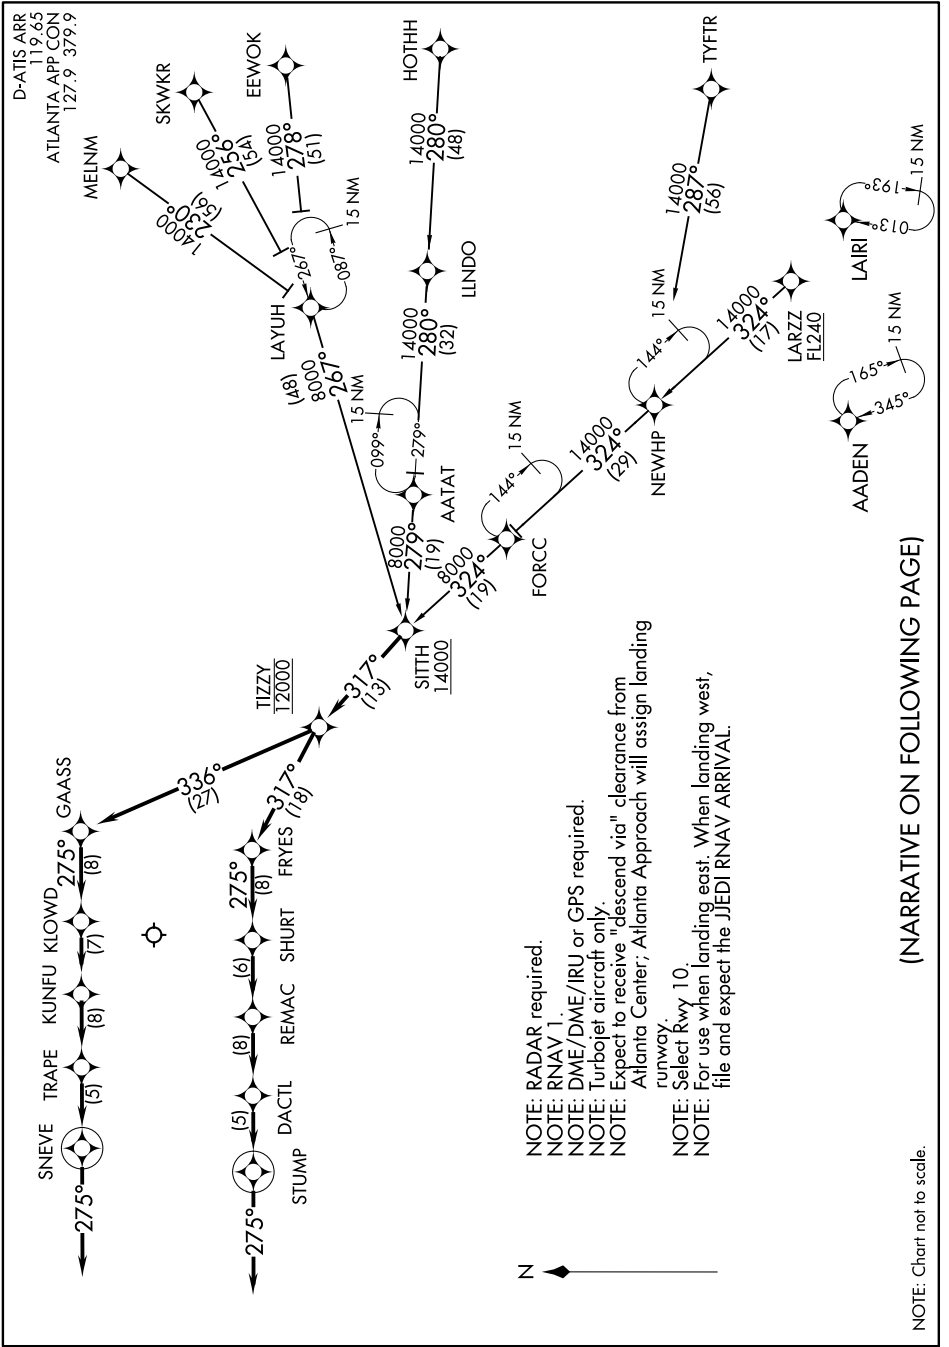 D-ATIS ARR
119.65
ATLANTA APP CON
127.9 379.9
MELNM
14000
230°
(56)
SKWKR
14000
256°
(54)
EEWOK
14000
278°
(51)
LAYUH
267°
087°
15 NM
8000
267°
(48)
HOTHH
14000
280°
(48)
LLNDO
14000
280°
(32)
15 NM
099°
279°
AATAT
8000
279°
(19)
TYFTR
14000
287°
(56)
LARZZ
FL240
14000
324°
(17)
15 NM
144°
NEWHP
14000
324°
(29)
15 NM
144°
FORCC
8000
324°
(19)
LAIRI
193°
013°
15 NM
AADEN
165°
345°
15 NM
SITTH
14000
317°
(13)
TIZZY
12000
336°
(27)
317°
(18)
GAASS
275°
(8)
KLOWD
(7)
KUNFU
(8)
TRAPE
(5)
SNEVE
275°
FRYES
275°
(8)
SHURT
(6)
REMAC
(8)
DACTL
(5)
STUMP
275°
N
NOTE: RADAR required.
NOTE: RNAV 1.
NOTE: DME/DME/IRU or GPS required.
NOTE: Turbojet aircraft only.
NOTE: Expect to receive "descend via" clearance from
Atlanta Center; Atlanta Approach will assign landing
runway.
NOTE: Select Rwy 10.
NOTE: For use when landing east. When landing west,
file and expect the JJEDI RNAV ARRIVAL.
(NARRATIVE ON FOLLOWING PAGE)
NOTE: Chart not to scale.